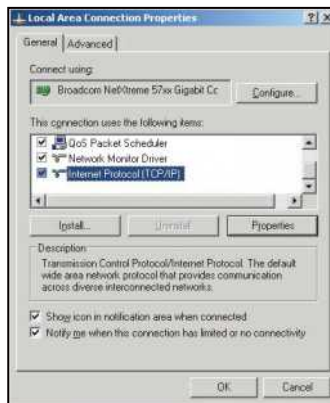 Local Area Connection Properties
General Advanced
Connect using:
Broadcom NetXtreme 57xx Gigabit Cc Configure...
This connection uses the following items:
QoS Packet Scheduler
Network Monitor Driver
Internet Protocol (TCP/IP)
Install... Uninstall Properties
Description
Transmission Control Protocol/Internet Protocol. The default
wide area network protocol that provides communication
across diverse interconnected networks.
Show icon in notification area when connected
Notify me when this connection has limited or no connectivity
OK Cancel